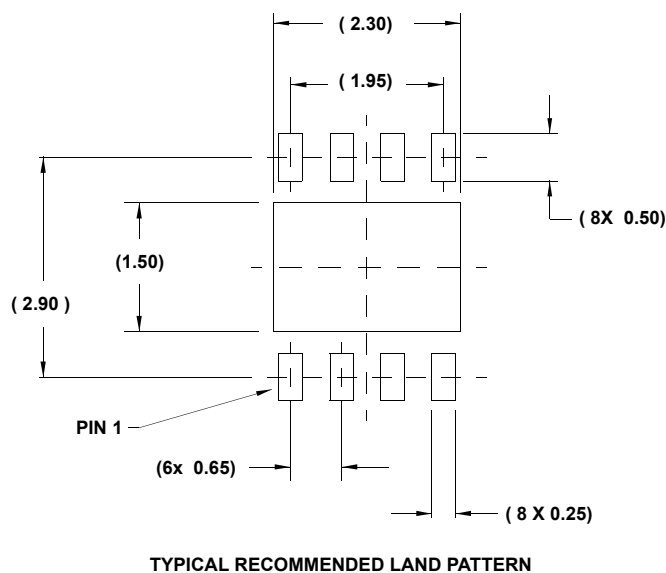 ( 2.30)
( 1.95)
( 8X 0.50)
(1.50)
( 2.90 )
PIN 1
(6x 0.65)
( 8 X 0.25)
TYPICAL RECOMMENDED LAND PATTERN